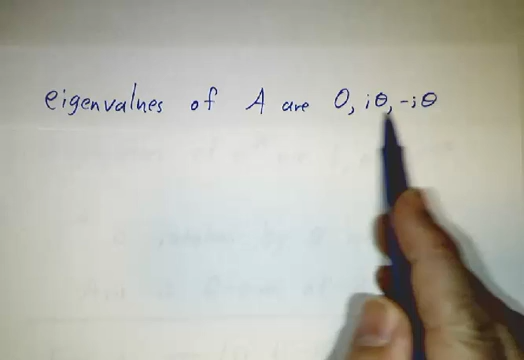 eigenvalues of A are 0, iθ, -iθ